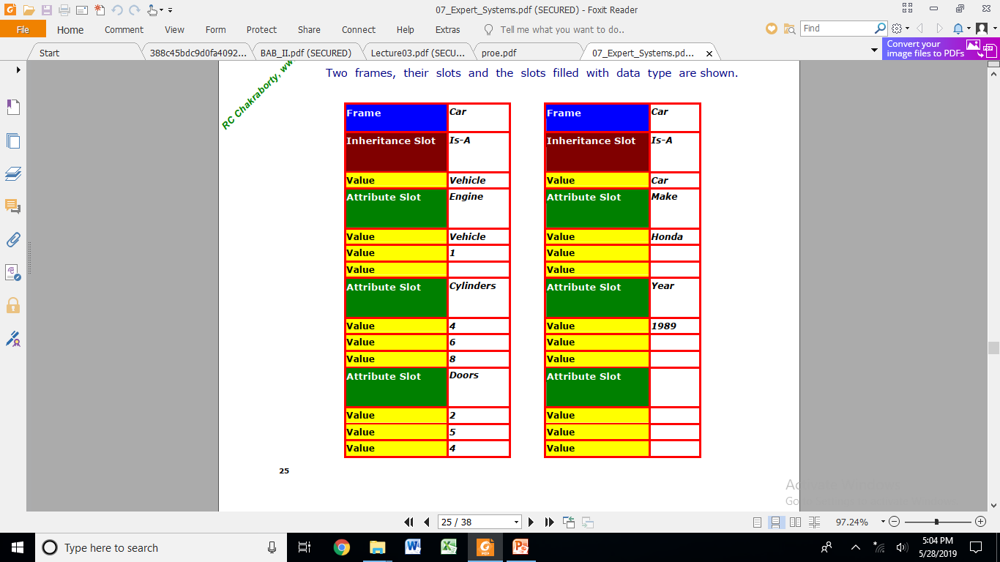 07_Expert_Systems.pdf (SECURED) - Foxit Reader
File Home Comment View Form Protect Share Connect Help Extras Tell me what you want to do.. Find
Start 388c45bdc9d0fa4092... BAB_II.pdf (SECURED) Lecture03.pdf (SECU... proe.pdf 07_Expert_Systems.pd...
Convert your
image files to PDFs
RC Chakraborty, ww
Two frames, their slots and the slots filled with data type are shown.
Frame Car
Inheritance Slot Is-A
Value Vehicle
Attribute Slot Engine
Value Vehicle
Value 1
Value
Attribute Slot Cylinders
Value 4
Value 6
Value 8
Attribute Slot Doors
Value 2
Value 5
Value 4
Frame Car
Inheritance Slot Is-A
Value Car
Attribute Slot Make
Value Honda
Value
Value
Attribute Slot Year
Value 1989
Value
Value
Attribute Slot
Value
Value
Value
25
Activate Windows
25 / 38
97.24%
Type here to search
5:04 PM
5/28/2019